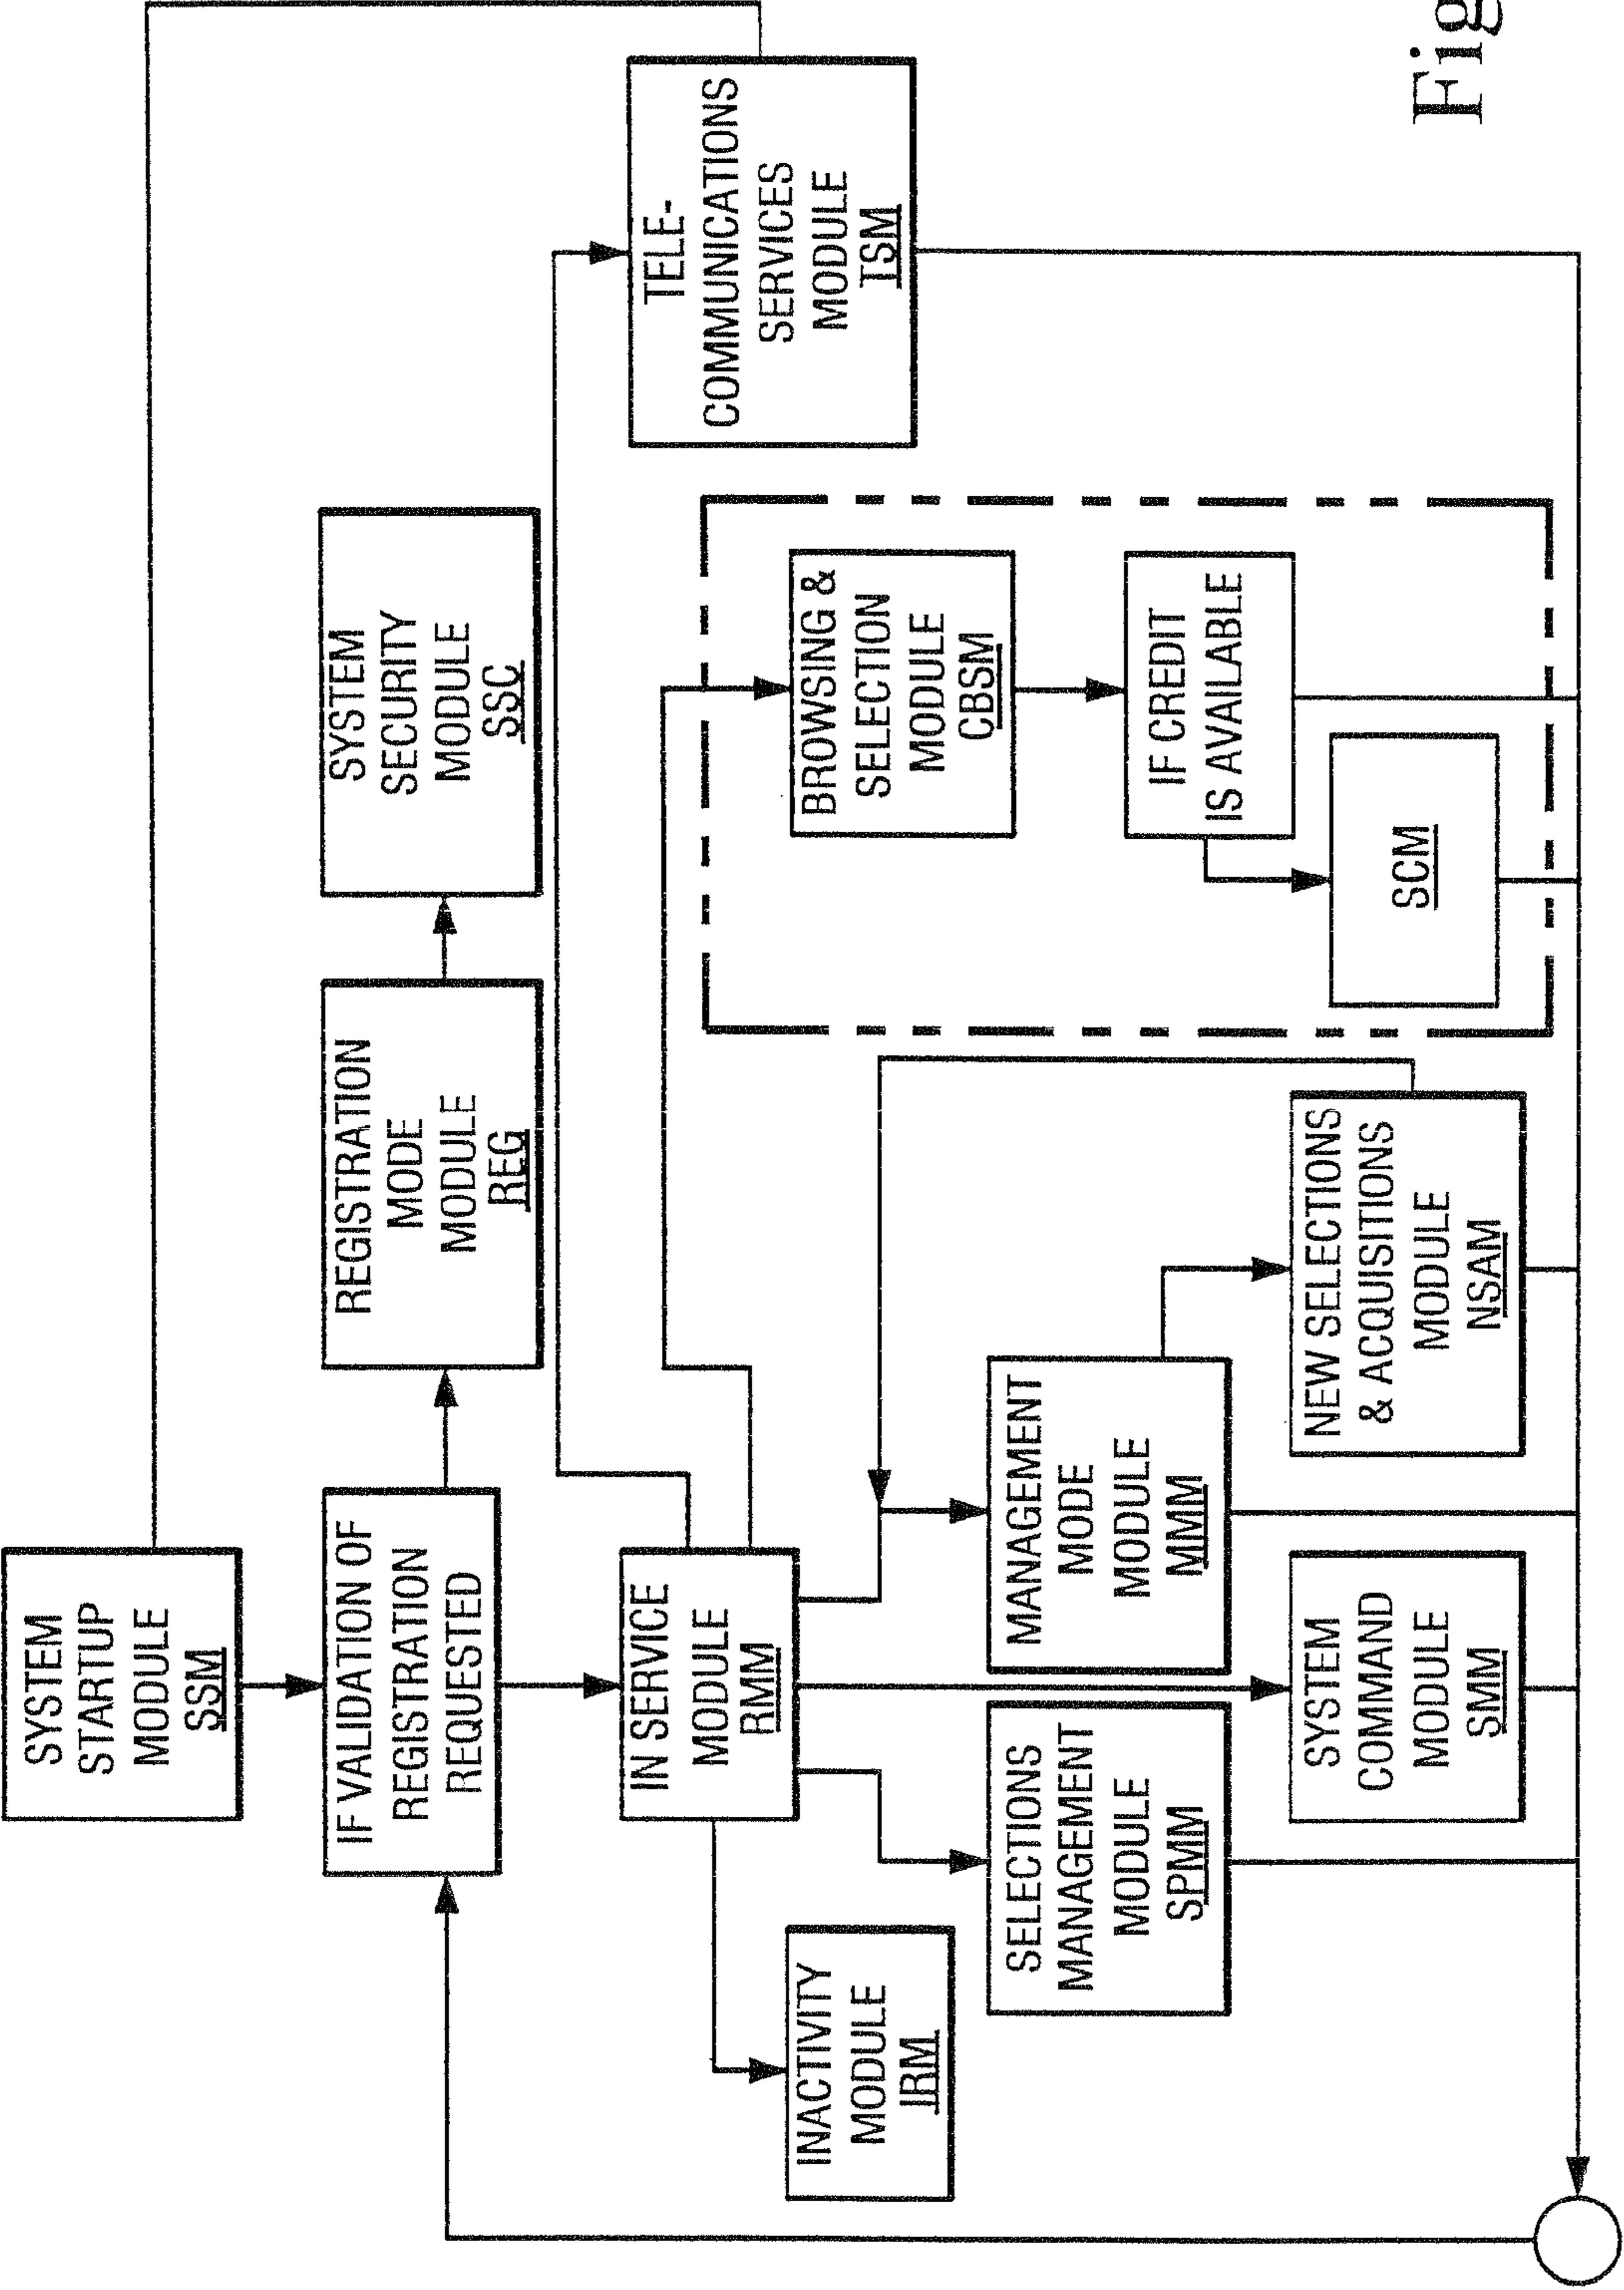 SYSTEM
STARTUP
MODULE
SSM
IF VALIDATION OF
REGISTRATION
REQUESTED
REGISTRATION
MODE
MODULE
REG
SYSTEM
SECURITY
MODULE
SSC
IN SERVICE
MODULE
RMM
TELE-
COMMUNICATIONS
SERVICES
MODULE
TSM
INACTIVITY
MODULE
IRM
SELECTIONS
MANAGEMENT
MODULE
SPMM
MANAGEMENT
MODE
MODULE
MMM
BROWSING &
SELECTION
MODULE
CBSM
IF CREDIT
IS AVAILABLE
SCM
SYSTEM
COMMAND
MODULE
SMM
NEW SELECTIONS
& ACQUISITIONS
MODULE
NSAM
Fig